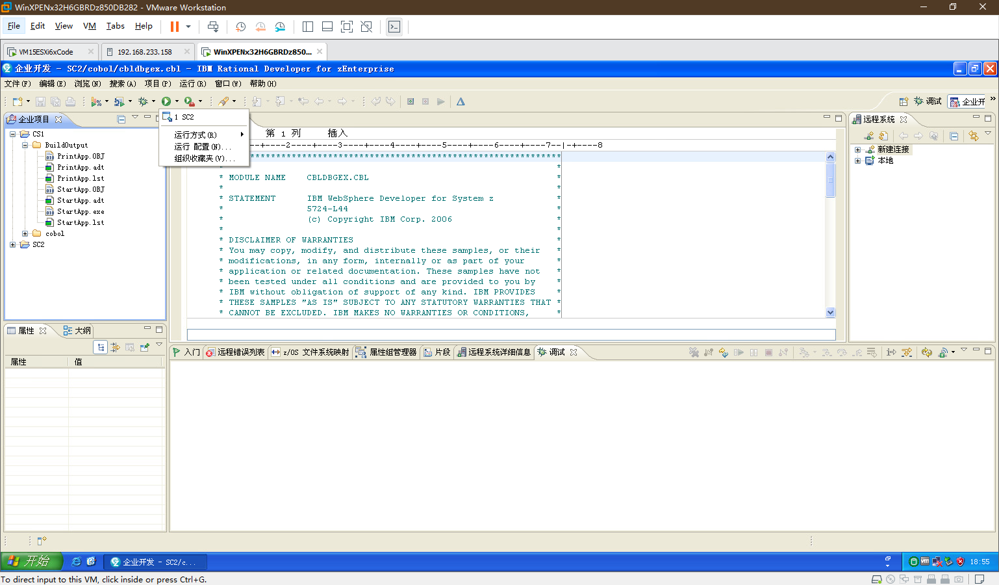 WinXPENx32H6GBRDz850DB282 - VMware Workstation
File Edit View VM Tabs Help
VM15ESXi6xCode
192.168.233.158
WinXPENx32H6GBRDz850...
企业开发 - SC2/cobol/cbldbgex.cbl - IBM Rational Developer for zEnterprise
文件(F) 编辑(E) 浏览(N) 搜索(A) 项目(P) 运行(R) 窗口(W) 帮助(H)
调试
企业开
企业项目
CS1
BuildOutput
PrintApp.OBJ
PrintApp.adt
PrintApp.lst
StartApp.OBJ
StartApp.adt
StartApp.exe
StartApp.lst
cobol
SC2
1 SC2
运行方式(R)
运行 配置(N)...
组织收藏夹(V)...
第 1 列 插入
--+----2----+----3----+----4----+----5----+----6----+----7--|-+----8
* MODULE NAME CBLDBGEX.CBL *
* *
* STATEMENT IBM WebSphere Developer for System z *
* 5724-L44 *
* (c) Copyright IBM Corp. 2006 *
* *
* DISCLAIMER OF WARRANTIES *
* You may copy, modify, and distribute these samples, or their *
* modifications, in any form, internally or as part of your *
* application or related documentation. These samples have not *
* been tested under all conditions and are provided to you by *
* IBM without obligation of support of any kind. IBM PROVIDES *
* THESE SAMPLES "AS IS" SUBJECT TO ANY STATUTORY WARRANTIES THAT *
* CANNOT BE EXCLUDED. IBM MAKES NO WARRANTIES OR CONDITIONS, *
远程系统
新建连接
本地
属性
大纲
属性 值
入门
远程错误列表
z/OS 文件系统映射
属性组管理器
片段
远程系统详细信息
调试
开始
企业开发 - SC2/c...
18:55
To direct input to this VM, click inside or press Ctrl+G.